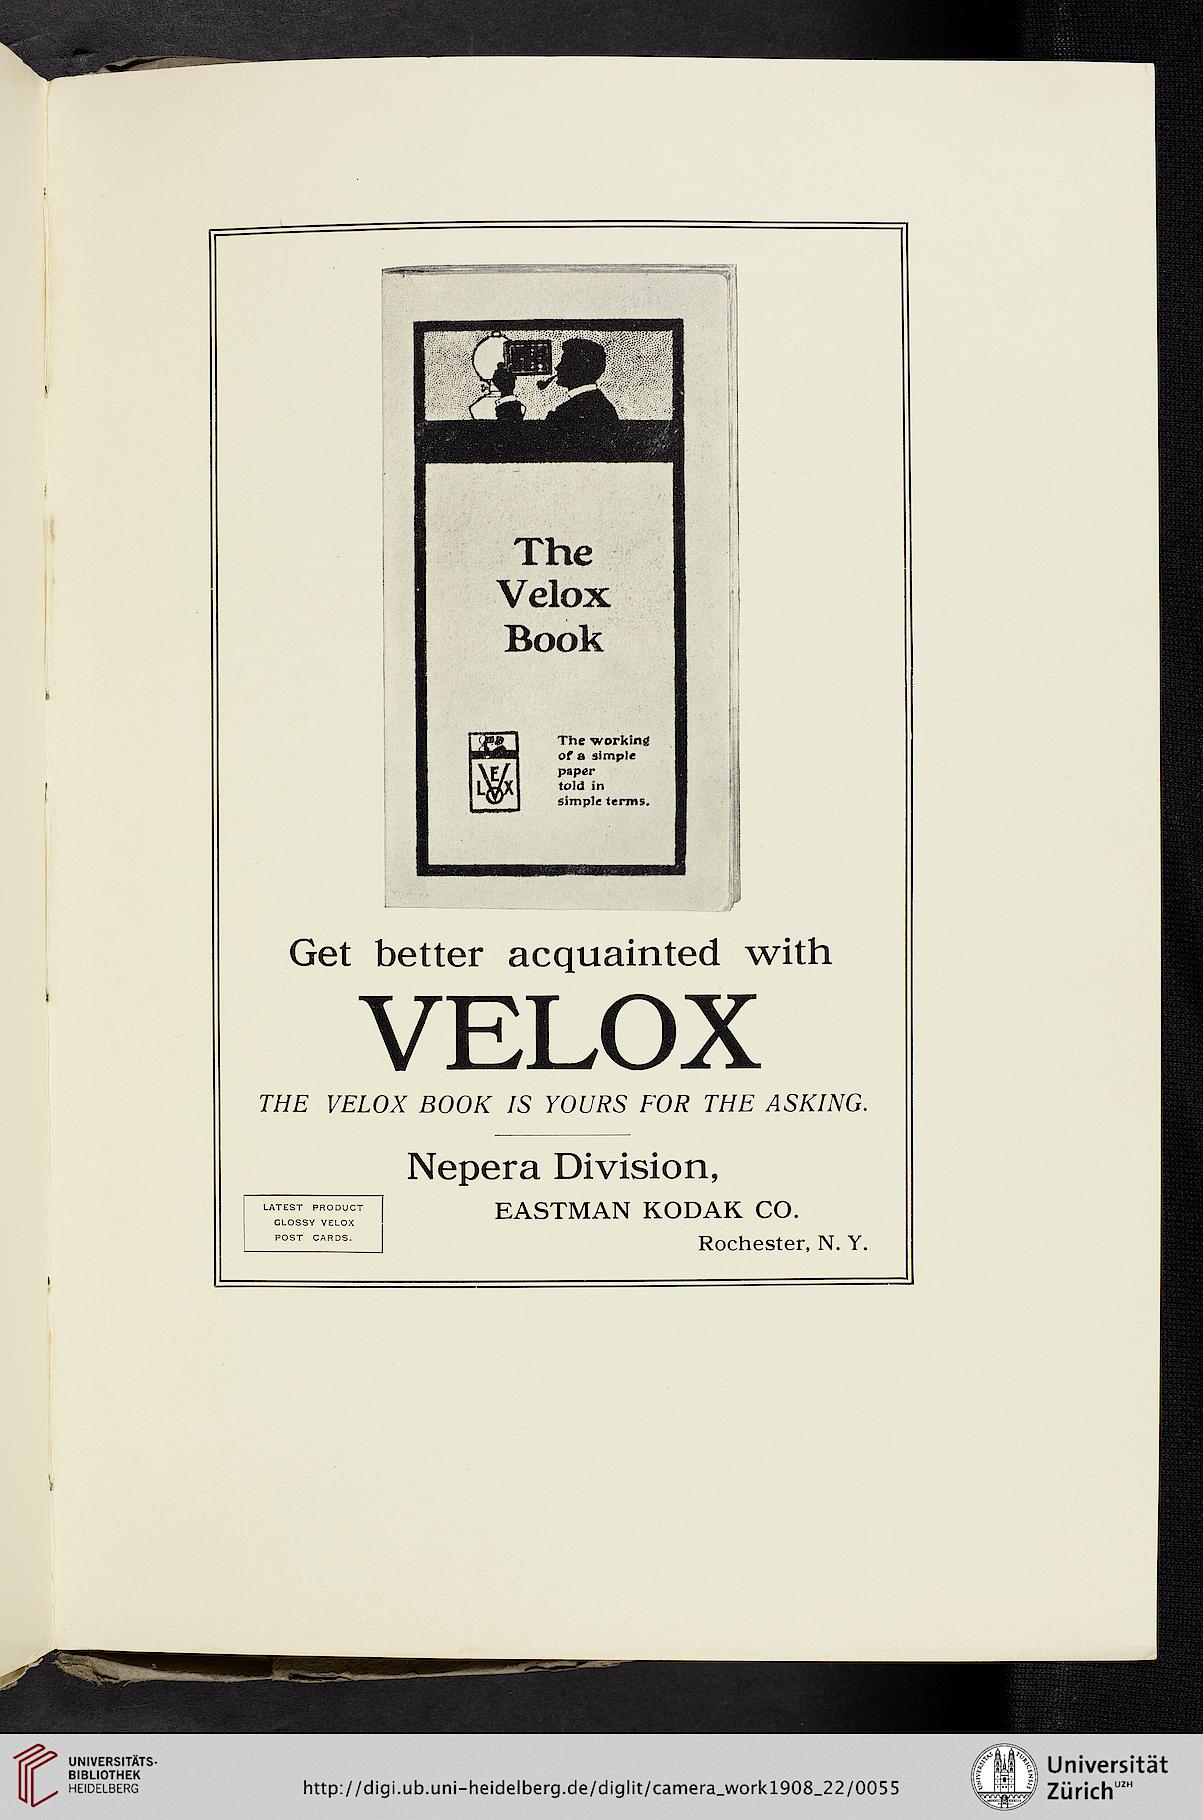 The
Velox
Book
The working
of a simple
paper
told in
simple terms.
VELOX
Get better acquainted with
VELOX
THE VELOX BOOK IS YOURS FOR THE ASKING.
Nepera Division,
EASTMAN KODAK CO.
Rochester, N. Y.
LATEST PRODUCT
GLOSSY VELOX
POST CARDS.
UNIVERSITÄTS-
BIBLIOTHEK
HEIDELBERG
http://digi.ub.uni-heidelberg.de/diglit/camera_work1908_22/0055
Universität
Zürich UZH